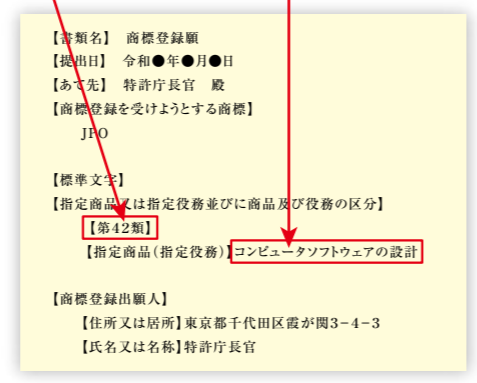 【書類名】 商標登録願
【提出日】 令和●年●月●日
【あて先】 特許庁長官 殿
【商標登録を受けようとする商標】
JPO
【標準文字】
【指定商品又は指定役務並びに商品及び役務の区分】
【第42類】
【指定商品(指定役務)】コンピュータソフトウェアの設計
【商標登録出願人】
【住所又は居所】東京都千代田区霞が関3-4-3
【氏名又は名称】特許庁長官